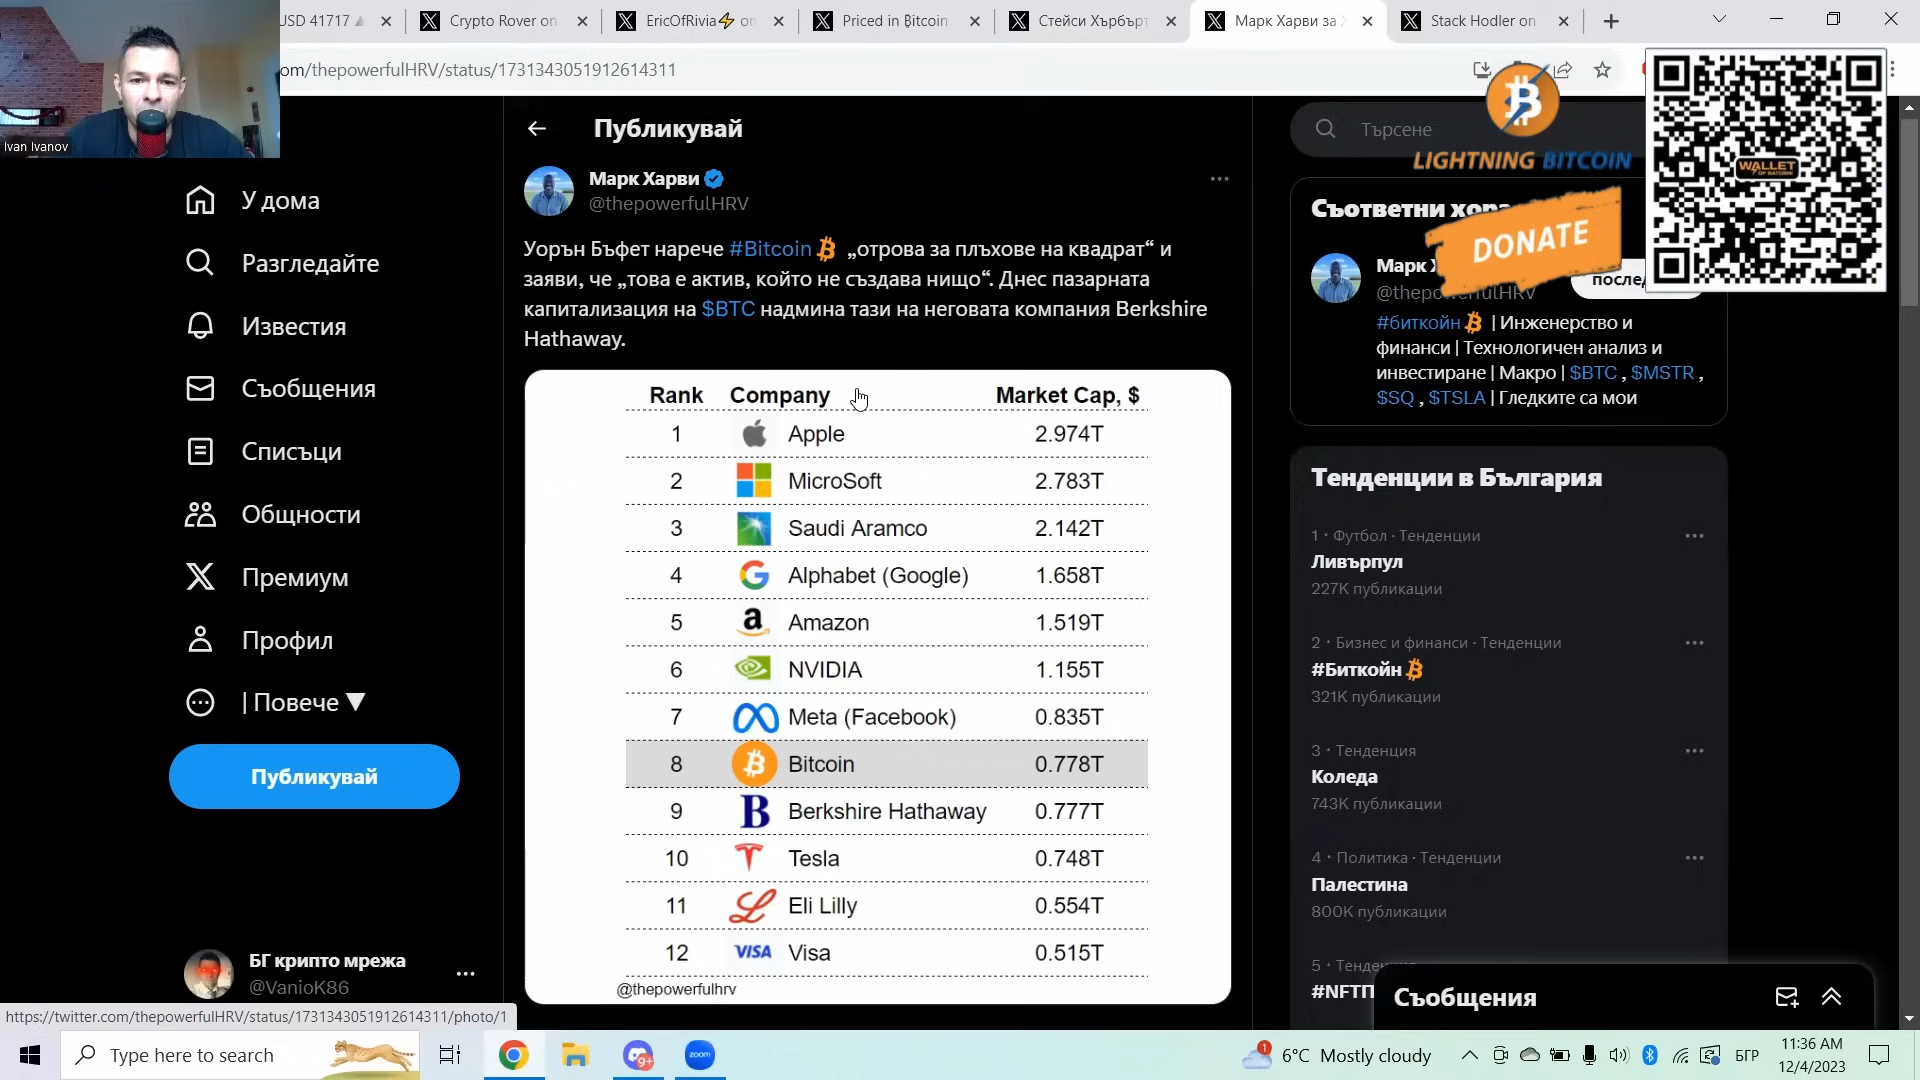 USD 41717
Crypto Rover on
EricOfRivia⚡ on
Priced in ₿itcoin
Стейси Хърбърт
Марк Харви за
Stack Hodler on
om/thepowerfulHRV/status/1731343051912614311
Ivan Ivanov
У дома
Разгледайте
Известия
Съобщения
Списъци
Общности
Премиум
Профил
| Повече ▼
Публикувай
БГ крипто мрежа
@VanioK86
https://twitter.com/thepowerfulHRV/status/1731343051912614311/photo/1
Публикувай
Марк Харви
@thepowerfulHRV
Уорън Бъфет нарече #Bitcoin „отрова за плъхове на квадрат“ и
заяви, че „това е актив, който не създава нищо“. Днес пазарната
капитализация на $BTC надмина тази на неговата компания Berkshire
Hathaway.
Rank Company Market Cap, $
1 Apple 2.974T
2 MicroSoft 2.783T
3 Saudi Aramco 2.142T
4 Alphabet (Google) 1.658T
5 Amazon 1.519T
6 NVIDIA 1.155T
7 Meta (Facebook) 0.835T
8 Bitcoin 0.778T
9 Berkshire Hathaway 0.777T
10 Tesla 0.748T
11 Eli Lilly 0.554T
12 VISA Visa 0.515T
@thepowerfulhrv
Търсене
LIGHTNING BITCOIN
DONATE
WALLET
OF SATOSHI
Съответни хора
Марк
@thepowerfulHRV
послед
#биткойн | Инженерство и
финанси | Технологичен анализ и
инвестиране | Макро | $BTC , $MSTR ,
$SQ , $TSLA | Гледките са мои
Тенденции в България
1 · Футбол · Тенденции
Ливърпул
227K публикации
2 · Бизнес и финанси · Тенденции
#Биткойн
321K публикации
3 · Тенденция
Коледа
743K публикации
4 · Политика · Тенденции
Палестина
800K публикации
5 · Тенденция
#NFTП
Съобщения
Type here to search
9+
zoom
1
6°C Mostly cloudy
БГР
11:36 AM
12/4/2023